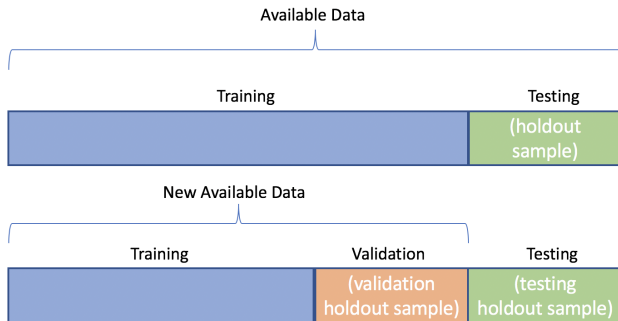 Available Data
Training
Testing
(holdout
sample)
New Available Data
Training
Validation
Testing
(validation
holdout sample)
(testing
holdout sample)